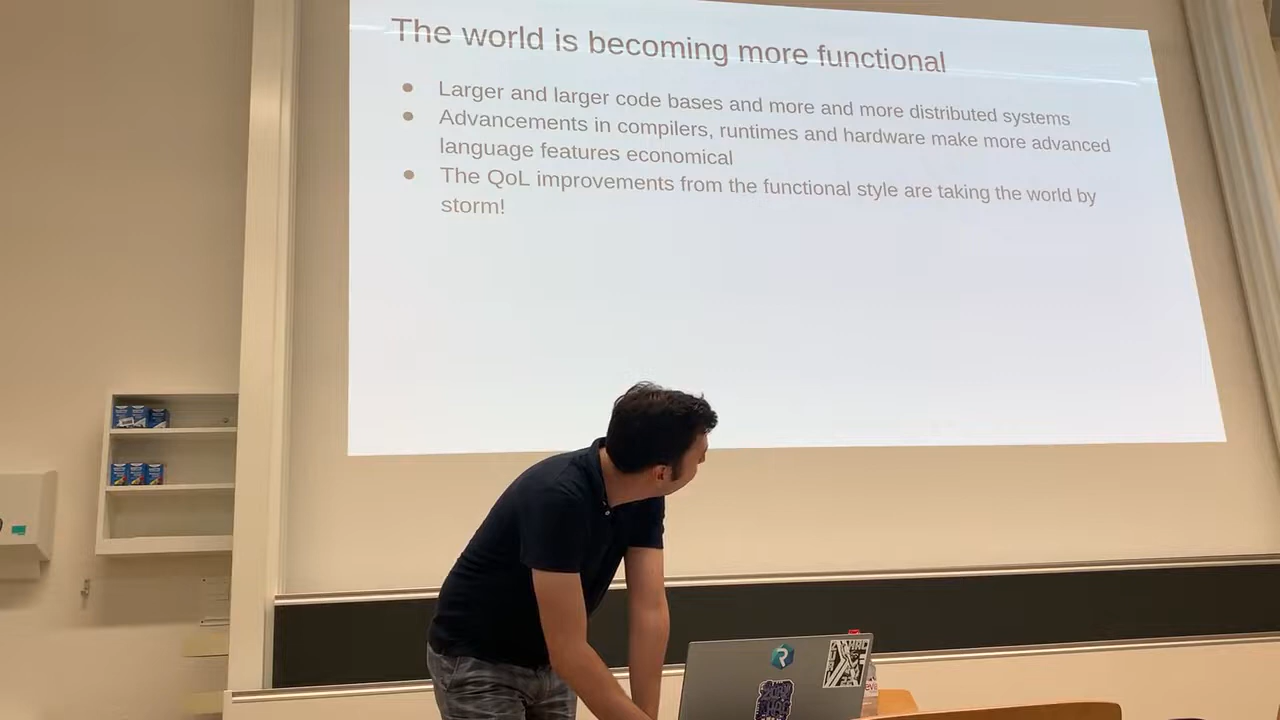 The world is becoming more functional
● Larger and larger code bases and more and more distributed systems
● Advancements in compilers, runtimes and hardware make more advanced
language features economical
● The QoL improvements from the functional style are taking the world by
storm!